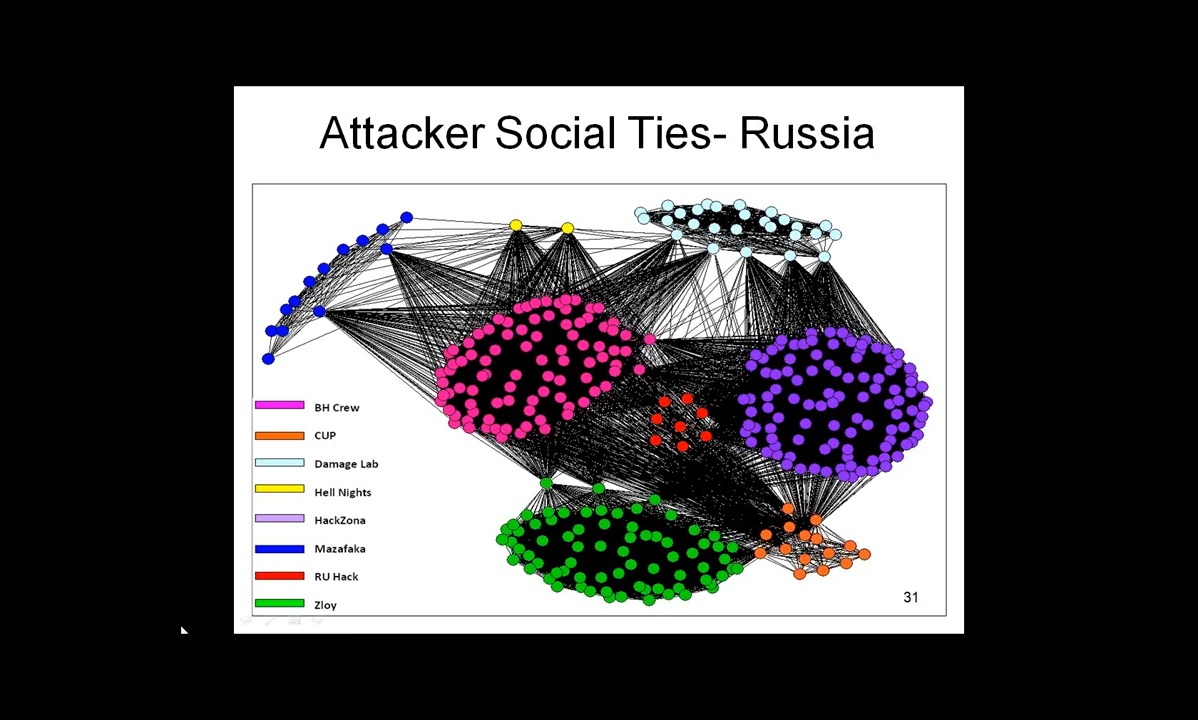 Attacker Social Ties- Russia
BH Crew
CUP
Damage Lab
Hell Nights
HackZona
Mazafaka
RU Hack
Zloy
31